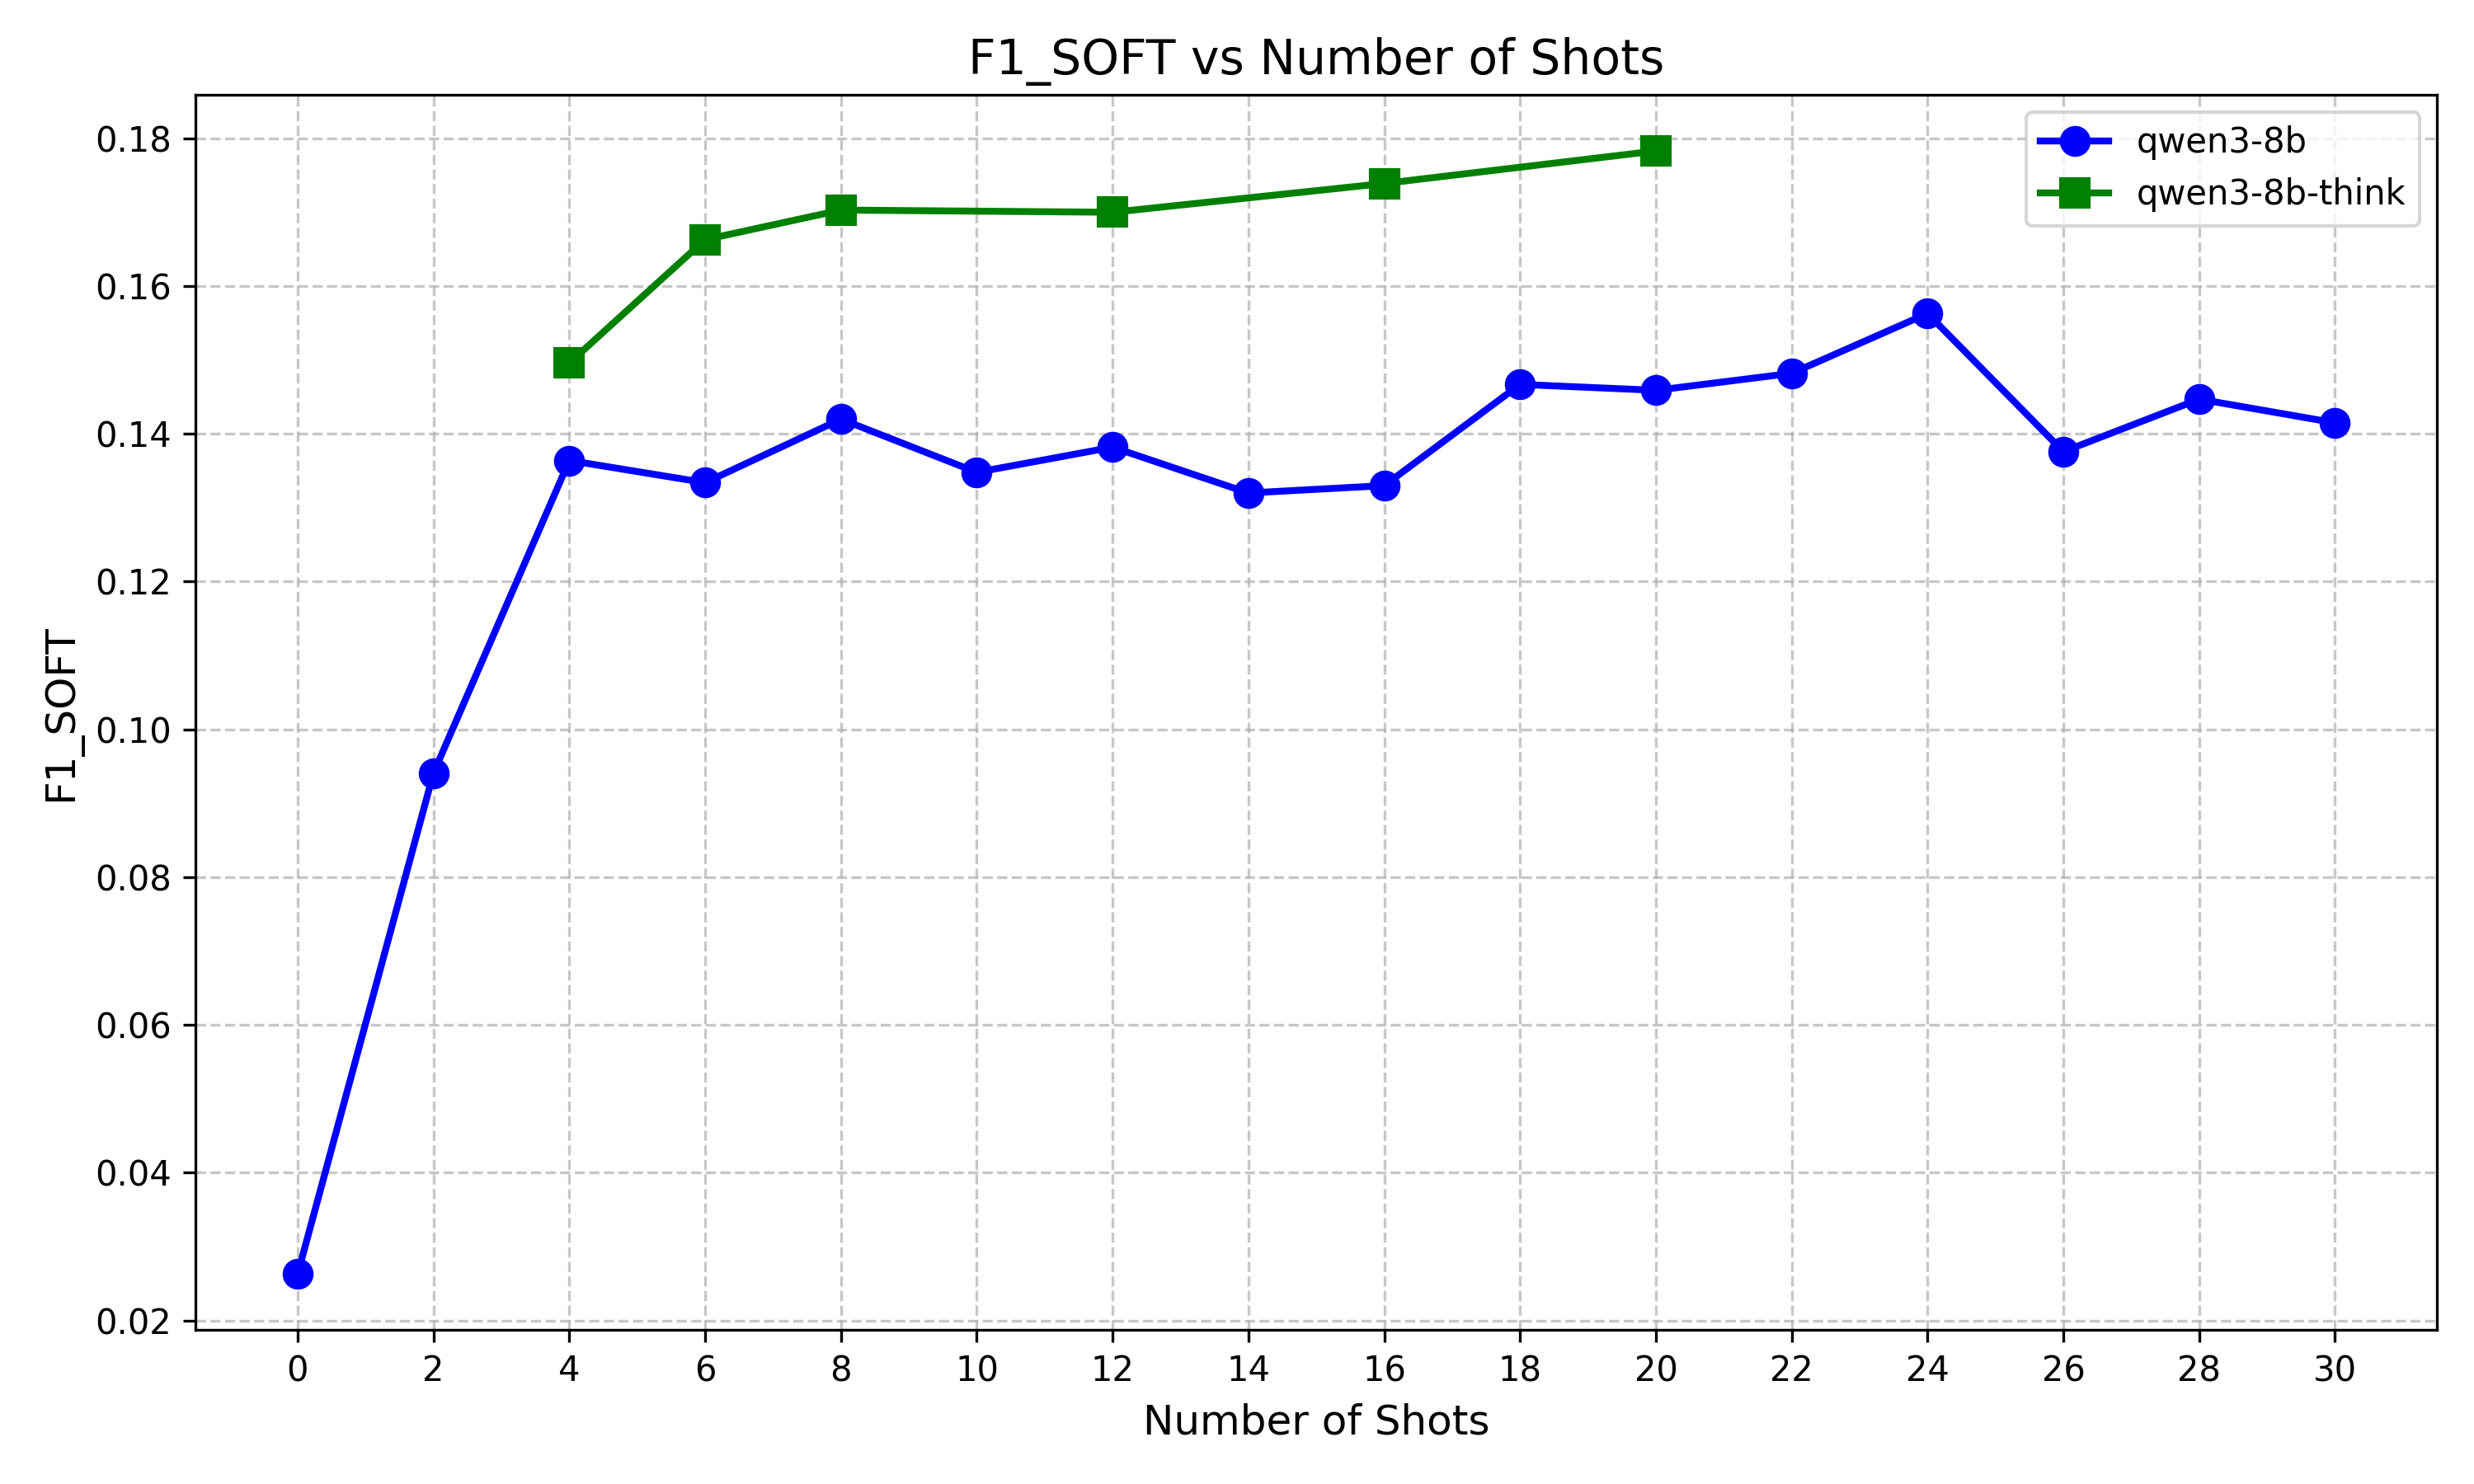 F1_SOFT vs Number of Shots
qwen3-8b
qwen3-8b-think
F1_SOFT
0.18
0.16
0.14
0.12
0.10
0.08
0.06
0.04
0.02
0 2 4 6 8 10 12 14 16 18 20 22 24 26 28 30
Number of Shots